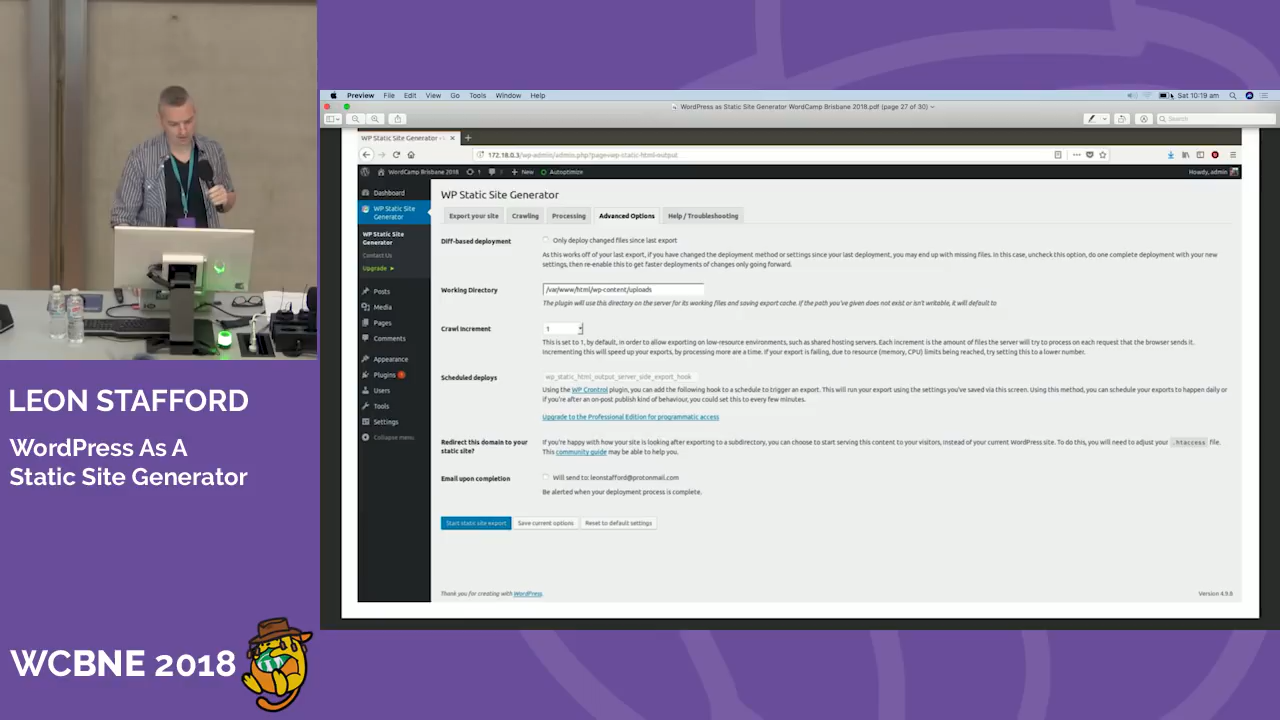 Preview File Edit View Go Tools Window Help
Sat 10:19 am
WordPress as Static Site Generator WordCamp Brisbane 2018.pdf (page 27 of 30)
Search
WP Static Site Generator
172.18.0.3/wp-admin/admin.php?page=wp-static-html-output
WordCamp Brisbane 2018 1 New Autoptimize
Howdy, admin
Dashboard
WP Static Site
Generator
WP Static Site
Generator
Contact Us
Upgrade
Posts
Media
Pages
Comments
Appearance
Plugins
Users
Tools
Settings
Collapse menu
WP Static Site Generator
Export your site Crawling Processing Advanced Options Help / Troubleshooting
Diff-based deployment
Only deploy changed files since last export
As this works off of your last export, if you have changed the deployment method or settings since your last deployment, you may end up with missing files. In this case, uncheck this option, do one complete deployment with your new
settings, then re-enable this to get faster deployments of changes only going forward.
Working Directory
/var/www/html/wp-content/uploads
The plugin will use this directory on the server for its working files and saving export cache. If the path you've given does not exist or isn't writable, it will default to
Crawl Increment
1
This is set to 1, by default, in order to allow exporting on low-resource environments, such as shared hosting servers. Each increment is the amount of files the server will try to process on each request that the browser sends it.
Incrementing this will speed up your exports, by processing more are a time. If your export is failing, due to resource (memory, CPU) limits being reached, try setting this to a lower number.
Scheduled deploys
wp_static_html_output_server_side_export_hook
Using the WP Crontrol plugin, you can add the following hook to a schedule to trigger an export. This will run your export using the settings you've saved via this screen. Using this method, you can schedule your exports to happen daily or
if you're after an on-post publish kind of behaviour, you could set this to every few minutes.
Upgrade to the Professional Edition for programmatic access
Redirect this domain to your
static site?
If you're happy with how your site is looking after exporting to a subdirectory, you can choose to start serving this content to your visitors, instead of your current WordPress site. To do this, you will need to adjust your .htaccess file.
This community guide may be able to help you.
Email upon completion
Will send to: leonstafford@protonmail.com
Be alerted when your deployment process is complete.
Start static site export Save current options Reset to default settings
Thank you for creating with WordPress.
Version 4.9.8
LEON STAFFORD
WordPress As A
Static Site Generator
WCBNE 2018